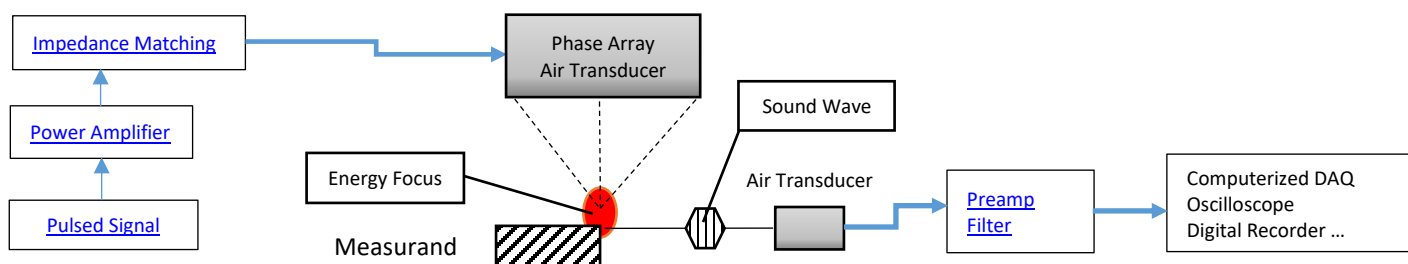 Impedance Matching
Power Amplifier
Pulsed Signal
Phase Array
Air Transducer
Sound Wave
Energy Focus
Measurand
Air Transducer
Preamp
Filter
Computerized DAQ
Oscilloscope
Digital Recorder ...